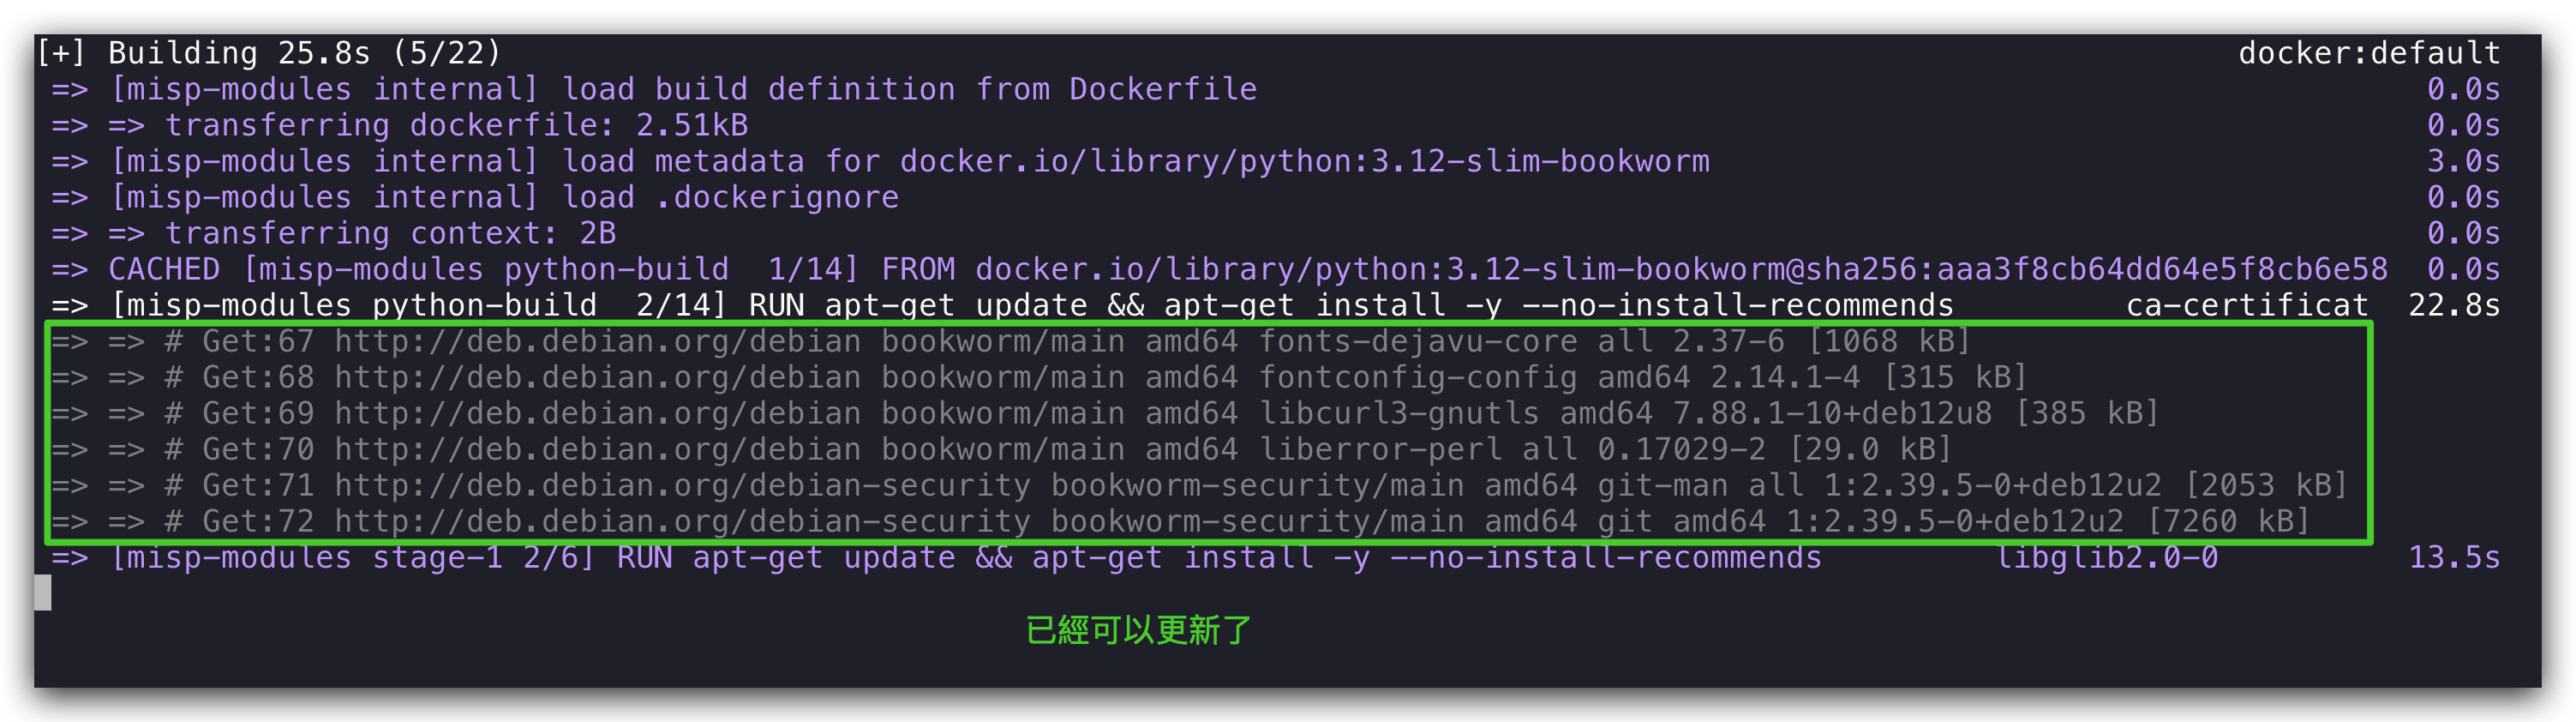 [+] Building 25.8s (5/22) docker:default
=> [misp-modules internal] load build definition from Dockerfile 0.0s
=> => transferring dockerfile: 2.51kB 0.0s
=> [misp-modules internal] load metadata for docker.io/library/python:3.12-slim-bookworm 3.0s
=> [misp-modules internal] load .dockerignore 0.0s
=> => transferring context: 2B 0.0s
=> CACHED [misp-modules python-build  1/14] FROM docker.io/library/python:3.12-slim-bookworm@sha256:aaa3f8cb64dd64e5f8cb6e58 0.0s
=> [misp-modules python-build  2/14] RUN apt-get update && apt-get install -y --no-install-recommends ca-certificat 22.8s
=> => # Get:67 http://deb.debian.org/debian bookworm/main amd64 fonts-dejavu-core all 2.37-6 [1068 kB]
=> => # Get:68 http://deb.debian.org/debian bookworm/main amd64 fontconfig-config amd64 2.14.1-4 [315 kB]
=> => # Get:69 http://deb.debian.org/debian bookworm/main amd64 libcurl3-gnutls amd64 7.88.1-10+deb12u8 [385 kB]
=> => # Get:70 http://deb.debian.org/debian bookworm/main amd64 liberror-perl all 0.17029-2 [29.0 kB]
=> => # Get:71 http://deb.debian.org/debian-security bookworm-security/main amd64 git-man all 1:2.39.5-0+deb12u2 [2053 kB]
=> => # Get:72 http://deb.debian.org/debian-security bookworm-security/main amd64 git amd64 1:2.39.5-0+deb12u2 [7260 kB]
=> [misp-modules stage-1 2/6] RUN apt-get update && apt-get install -y --no-install-recommends libglib2.0-0 13.5s
已經可以更新了